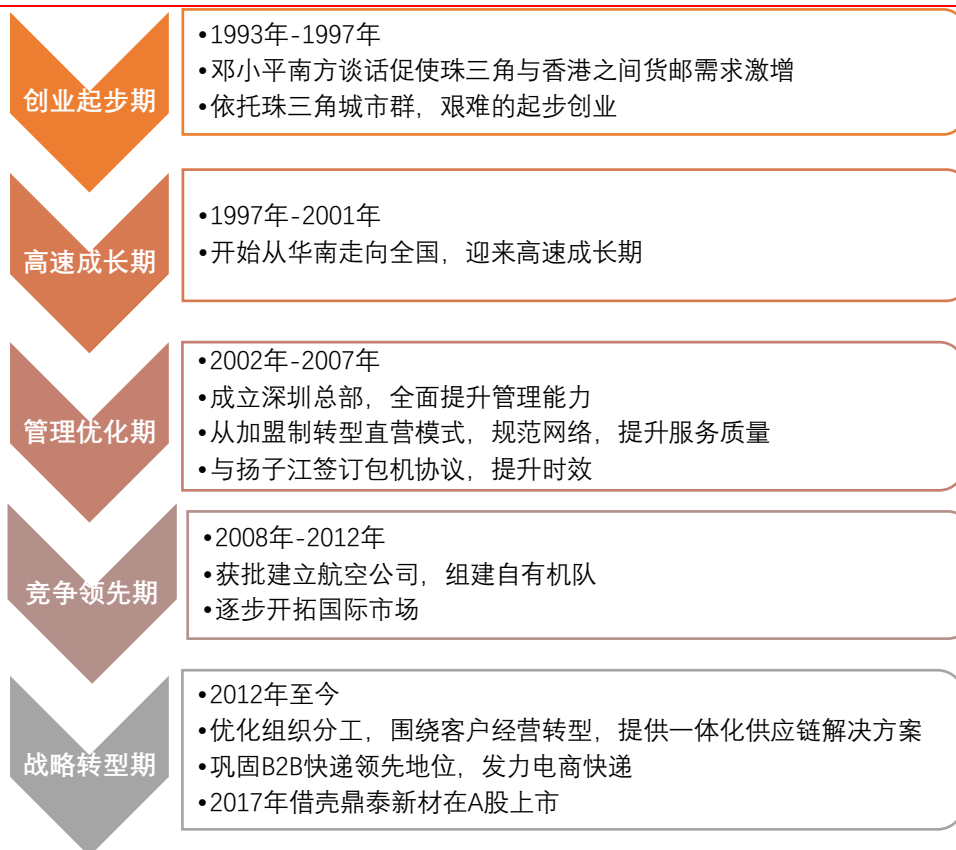 创业起步期
•1993年-1997年
•邓小平南方谈话促使珠三角与香港之间货邮需求激增
•依托珠三角城市群，艰难的起步创业
高速成长期
•1997年-2001年
•开始从华南走向全国，迎来高速成长期
管理优化期
•2002年-2007年
•成立深圳总部，全面提升管理能力
•从加盟制转型直营模式，规范网络，提升服务质量
•与扬子江签订包机协议，提升时效
竞争领先期
•2008年-2012年
•获批建立航空公司，组建自有机队
•逐步开拓国际市场
战略转型期
•2012年至今
•优化组织分工，围绕客户经营转型，提供一体化供应链解决方案
•巩固B2B快递领先地位，发力电商快递
•2017年借壳鼎泰新材在A股上市